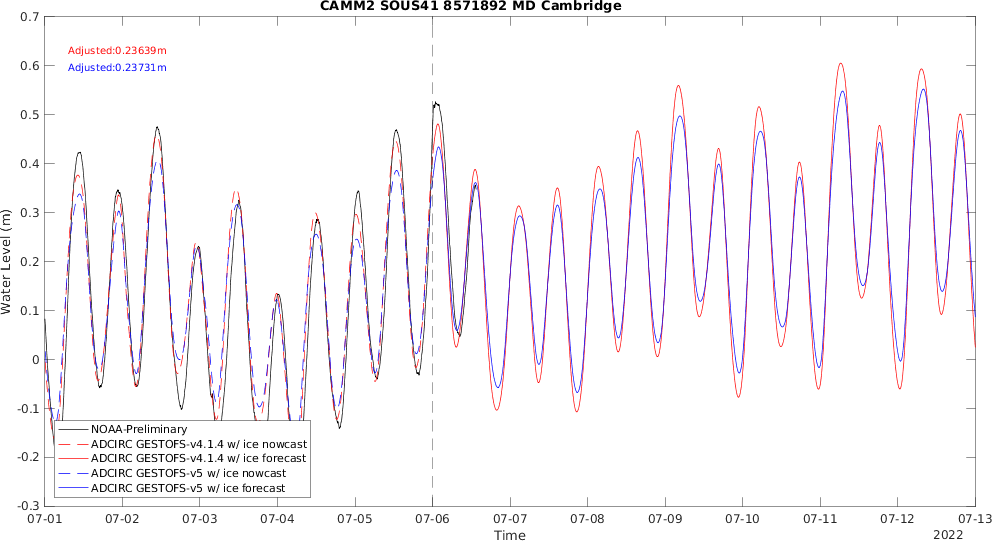 CAMM2 SOUS41 8571892 MD Cambridge
0.7
0.6
0.5
0.4
0.3
0.2
0.1
0
-0.1
-0.2
-0.3
Water Level (m)
Adjusted:0.23639m
Adjusted:0.23731m
NOAA-Preliminary
ADCIRC GESTOFS-v4.1.4 w/ ice nowcast
ADCIRC GESTOFS-v4.1.4 w/ ice forecast
ADCIRC GESTOFS-v5 w/ ice nowcast
ADCIRC GESTOFS-v5 w/ ice forecast
07-01 07-02 07-03 07-04 07-05 07-06 07-07 07-08 07-09 07-10 07-11 07-12 07-13
Time
2022